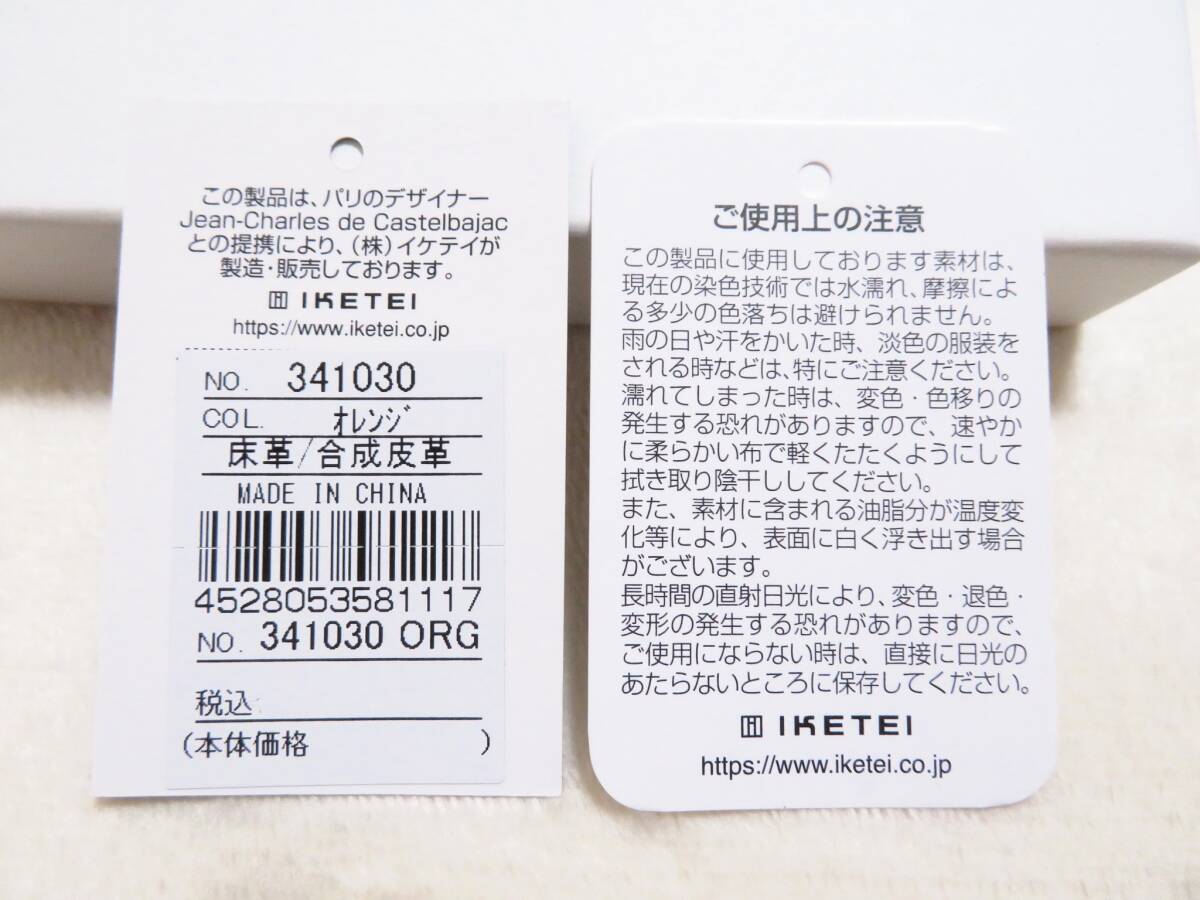 この製品は、パリのデザイナー
Jean-Charles de Castelbajac
との提携により、(株)イケテイが
製造・販売しております。
IKETEI
https://www.iketei.co.jp
NO. 341030
COL. オレンジ
床革/合成皮革
MADE IN CHINA
4528053581117
NO. 341030 ORG
税込
(本体価格 )
ご使用上の注意
この製品に使用しております素材は、
現在の染色技術では水濡れ、摩擦によ
る多少の色落ちは避けられません。
雨の日や汗をかいた時、淡色の服装を
される時などは、特にご注意ください。
濡れてしまった時は、変色・色移りの
発生する恐れがありますので、速やか
に柔らかい布で軽くたたくようにして
拭き取り陰干ししてください。
また、素材に含まれる油脂分が温度変
化等により、表面に白く浮き出す場合
がございます。
長時間の直射日光により、変色・退色・
変形の発生する恐れがありますので、
ご使用にならない時は、直接に日光の
あたらないところに保存してください。
IKETEI
https://www.iketei.co.jp